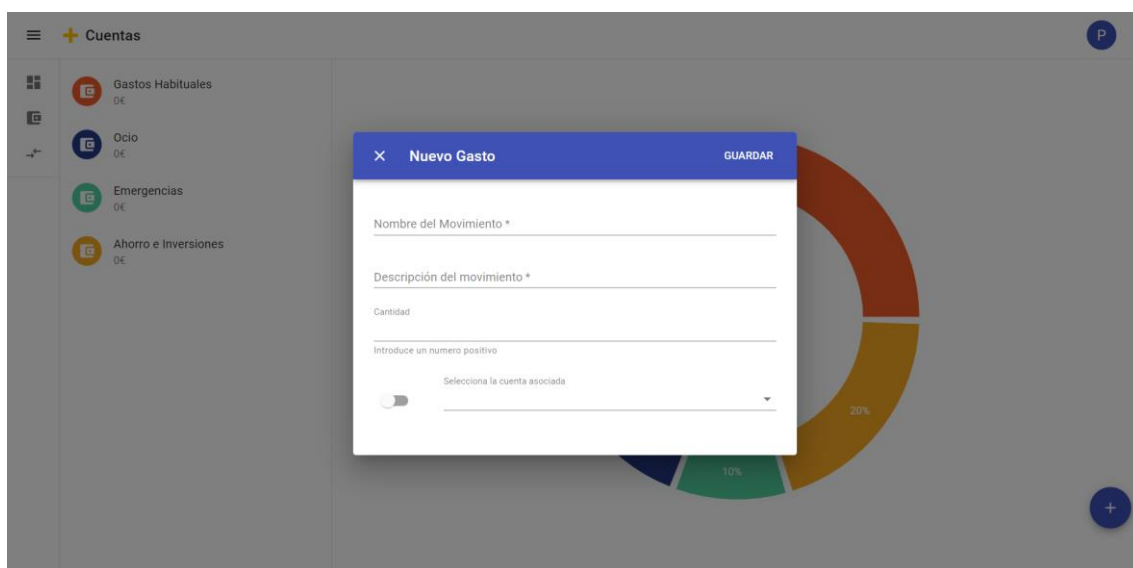 Cuentas
P
Gastos Habituales
0€
Ocio
0€
Emergencias
0€
Ahorro e Inversiones
0€
Nuevo Gasto
GUARDAR
Nombre del Movimiento *
Descripción del movimiento *
Cantidad
Introduce un numero positivo
Selecciona la cuenta asociada
20%
10%
+